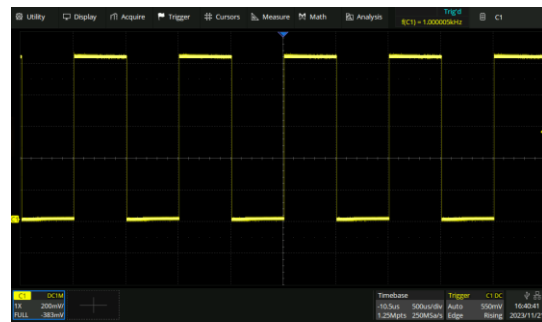 Utility Display Acquire Trigger Cursors Measure Math Analysis Trig'd C1
f(C1) = 1.000005kHz
C1
C1 DC1M
1X 200mV/
FULL -383mV
Timebase
-10.5us 500us/div
1.25Mpts 250MSa/s
Trigger C1 DC
Auto 550mV
Edge Rising
16:40:41
2023/11/21